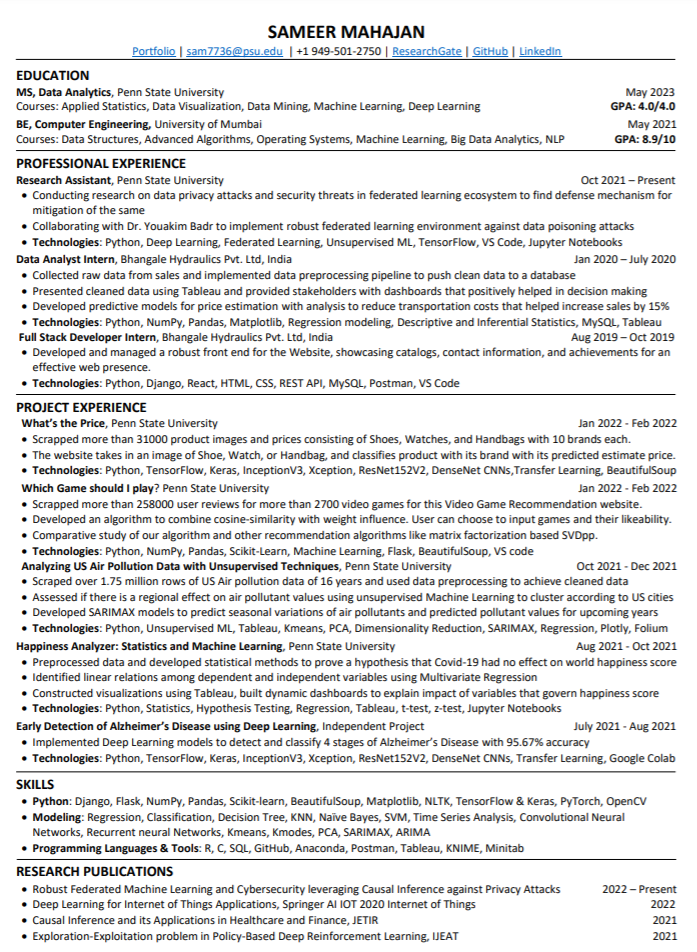 SAMEER MAHAJAN
Portfolio | sam7736@psu.edu | +1 949-501-2750 | ResearchGate | GitHub | LinkedIn
EDUCATION
MS, Data Analytics, Penn State University May 2023
Courses: Applied Statistics, Data Visualization, Data Mining, Machine Learning, Deep Learning GPA: 4.0/4.0
BE, Computer Engineering, University of Mumbai May 2021
Courses: Data Structures, Advanced Algorithms, Operating Systems, Machine Learning, Big Data Analytics, NLP GPA: 8.9/10
PROFESSIONAL EXPERIENCE
Research Assistant, Penn State University Oct 2021 – Present
• Conducting research on data privacy attacks and security threats in federated learning ecosystem to find defense mechanism for
mitigation of the same
• Collaborating with Dr. Youakim Badr to implement robust federated learning environment against data poisoning attacks
• Technologies: Python, Deep Learning, Federated Learning, Unsupervised ML, TensorFlow, VS Code, Jupyter Notebooks
Data Analyst Intern, Bhangale Hydraulics Pvt. Ltd, India Jan 2020 – July 2020
• Collected raw data from sales and implemented data preprocessing pipeline to push clean data to a database
• Presented cleaned data using Tableau and provided stakeholders with dashboards that positively helped in decision making
• Developed predictive models for price estimation with analysis to reduce transportation costs that helped increase sales by 15%
• Technologies: Python, NumPy, Pandas, Matplotlib, Regression modeling, Descriptive and Inferential Statistics, MySQL, Tableau
Full Stack Developer Intern, Bhangale Hydraulics Pvt. Ltd, India Aug 2019 – Oct 2019
• Developed and managed a robust front end for the Website, showcasing catalogs, contact information, and achievements for an
effective web presence.
• Technologies: Python, Django, React, HTML, CSS, REST API, MySQL, Postman, VS Code
PROJECT EXPERIENCE
What's the Price, Penn State University Jan 2022 - Feb 2022
• Scrapped more than 31000 product images and prices consisting of Shoes, Watches, and Handbags with 10 brands each.
• The website takes in an image of Shoe, Watch, or Handbag, and classifies product with its brand with its predicted estimate price.
• Technologies: Python, TensorFlow, Keras, InceptionV3, Xception, ResNet152V2, DenseNet CNNs,Transfer Learning, BeautifulSoup
Which Game should I play? Penn State University Jan 2022 - Feb 2022
• Scrapped more than 258000 user reviews for more than 2700 video games for this Video Game Recommendation website.
• Developed an algorithm to combine cosine-similarity with weight influence. User can choose to input games and their likeability.
• Comparative study of our algorithm and other recommendation algorithms like matrix factorization based SVDpp.
• Technologies: Python, NumPy, Pandas, Scikit-Learn, Machine Learning, Flask, BeautifulSoup, VS code
Analyzing US Air Pollution Data with Unsupervised Techniques, Penn State University Oct 2021 - Dec 2021
• Scraped over 1.75 million rows of US Air pollution data of 16 years and used data preprocessing to achieve cleaned data
• Assessed if there is a regional effect on air pollutant values using unsupervised Machine Learning to cluster according to US cities
• Developed SARIMAX models to predict seasonal variations of air pollutants and predicted pollutant values for upcoming years
• Technologies: Python, Unsupervised ML, Tableau, Kmeans, PCA, Dimensionality Reduction, SARIMAX, Regression, Plotly, Folium
Happiness Analyzer: Statistics and Machine Learning, Penn State University Aug 2021 - Oct 2021
• Preprocessed data and developed statistical methods to prove a hypothesis that Covid-19 had no effect on world happiness score
• Identified linear relations among dependent and independent variables using Multivariate Regression
• Constructed visualizations using Tableau, built dynamic dashboards to explain impact of variables that govern happiness score
• Technologies: Python, Statistics, Hypothesis Testing, Regression, Tableau, t-test, z-test, Jupyter Notebooks
Early Detection of Alzheimer's Disease using Deep Learning, Independent Project July 2021 - Aug 2021
• Implemented Deep Learning models to detect and classify 4 stages of Alzheimer's Disease with 95.67% accuracy
• Technologies: Python, TensorFlow, Keras, InceptionV3, Xception, ResNet152V2, DenseNet CNNs, Transfer Learning, Google Colab
SKILLS
• Python: Django, Flask, NumPy, Pandas, Scikit-learn, BeautifulSoup, Matplotlib, NLTK, TensorFlow & Keras, PyTorch, OpenCV
• Modeling: Regression, Classification, Decision Tree, KNN, Naïve Bayes, SVM, Time Series Analysis, Convolutional Neural
Networks, Recurrent neural Networks, Kmeans, Kmodes, PCA, SARIMAX, ARIMA
• Programming Languages & Tools: R, C, SQL, GitHub, Anaconda, Postman, Tableau, KNIME, Minitab
RESEARCH PUBLICATIONS
• Robust Federated Machine Learning and Cybersecurity leveraging Causal Inference against Privacy Attacks 2022 – Present
• Deep Learning for Internet of Things Applications, Springer AI IOT 2020 Internet of Things 2022
• Causal Inference and its Applications in Healthcare and Finance, JETIR 2021
• Exploration-Exploitation problem in Policy-Based Deep Reinforcement Learning, IJEAT 2021